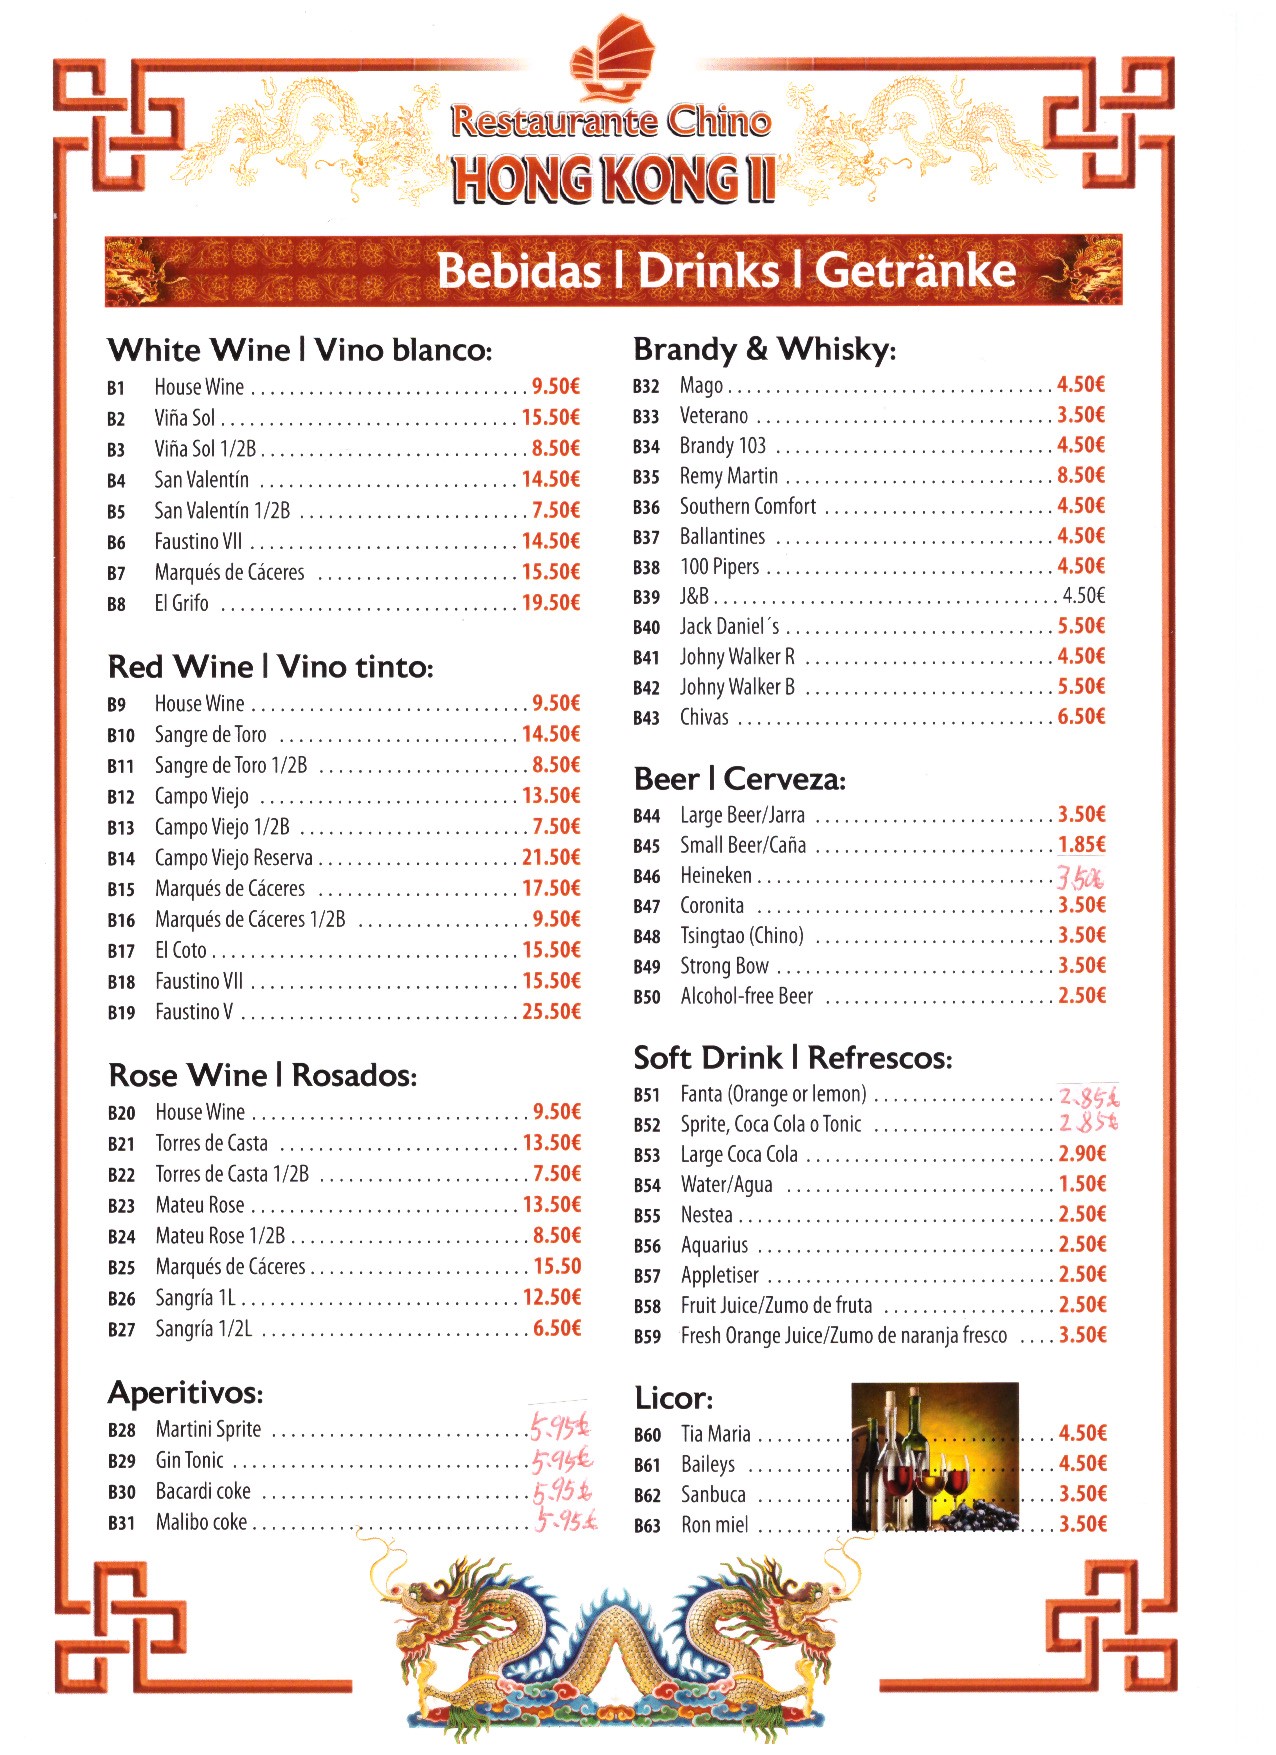 Restaurante Chino
HONG KONG II
Bebidas | Drinks | Getränke
White Wine | Vino blanco:
B1 House Wine 9.50€
B2 Viña Sol 15.50€
B3 Viña Sol 1/2B 8.50€
B4 San Valentín 14.50€
B5 San Valentín 1/2B 7.50€
B6 Faustino VII 14.50€
B7 Marqués de Cáceres 15.50€
B8 El Grifo 19.50€
Red Wine | Vino tinto:
B9 House Wine 9.50€
B10 Sangre de Toro 14.50€
B11 Sangre de Toro 1/2B 8.50€
B12 Campo Viejo 13.50€
B13 Campo Viejo 1/2B 7.50€
B14 Campo Viejo Reserva 21.50€
B15 Marqués de Cáceres 17.50€
B16 Marqués de Cáceres 1/2B 9.50€
B17 El Coto 15.50€
B18 Faustino VII 15.50€
B19 Faustino V 25.50€
Rose Wine | Rosados:
B20 House Wine 9.50€
B21 Torres de Casta 13.50€
B22 Torres de Casta 1/2B 7.50€
B23 Mateu Rose 13.50€
B24 Mateu Rose 1/2B 8.50€
B25 Marqués de Cáceres 15.50
B26 Sangría 1L 12.50€
B27 Sangría 1/2L 6.50€
Aperitivos:
B28 Martini Sprite 5.95€
B29 Gin Tonic 5.95€
B30 Bacardi coke 5.95€
B31 Malibo coke 5.95€
Brandy & Whisky:
B32 Mago 4.50€
B33 Veterano 3.50€
B34 Brandy 103 4.50€
B35 Remy Martin 8.50€
B36 Southern Comfort 4.50€
B37 Ballantines 4.50€
B38 100 Pipers 4.50€
B39 J&B 4.50€
B40 Jack Daniel´s 5.50€
B41 Johny Walker R 4.50€
B42 Johny Walker B 5.50€
B43 Chivas 6.50€
Beer | Cerveza:
B44 Large Beer/Jarra 3.50€
B45 Small Beer/Caña 1.85€
B46 Heineken 350€
B47 Coronita 3.50€
B48 Tsingtao (Chino) 3.50€
B49 Strong Bow 3.50€
B50 Alcohol-free Beer 2.50€
Soft Drink | Refrescos:
B51 Fanta (Orange or lemon) 2.85€
B52 Sprite, Coca Cola o Tonic 2.85€
B53 Large Coca Cola 2.90€
B54 Water/Agua 1.50€
B55 Nestea 2.50€
B56 Aquarius 2.50€
B57 Appletiser 2.50€
B58 Fruit Juice/Zumo de fruta 2.50€
B59 Fresh Orange Juice/Zumo de naranja fresco 3.50€
Licor:
B60 Tia Maria 4.50€
B61 Baileys 4.50€
B62 Sanbuca 3.50€
B63 Ron miel 3.50€